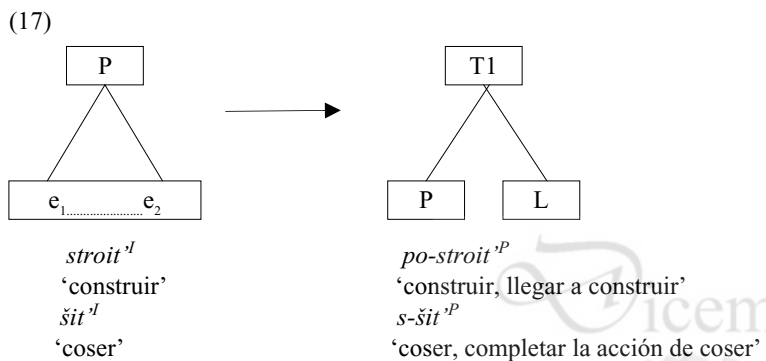 (17)
P T1
e1........................e2 P L
stroit'I po-stroit'P
‘construir’ ‘construir, llegar a construir’
šit'I s-šit'P
‘coser’ ‘coser, completar la acción de coser’